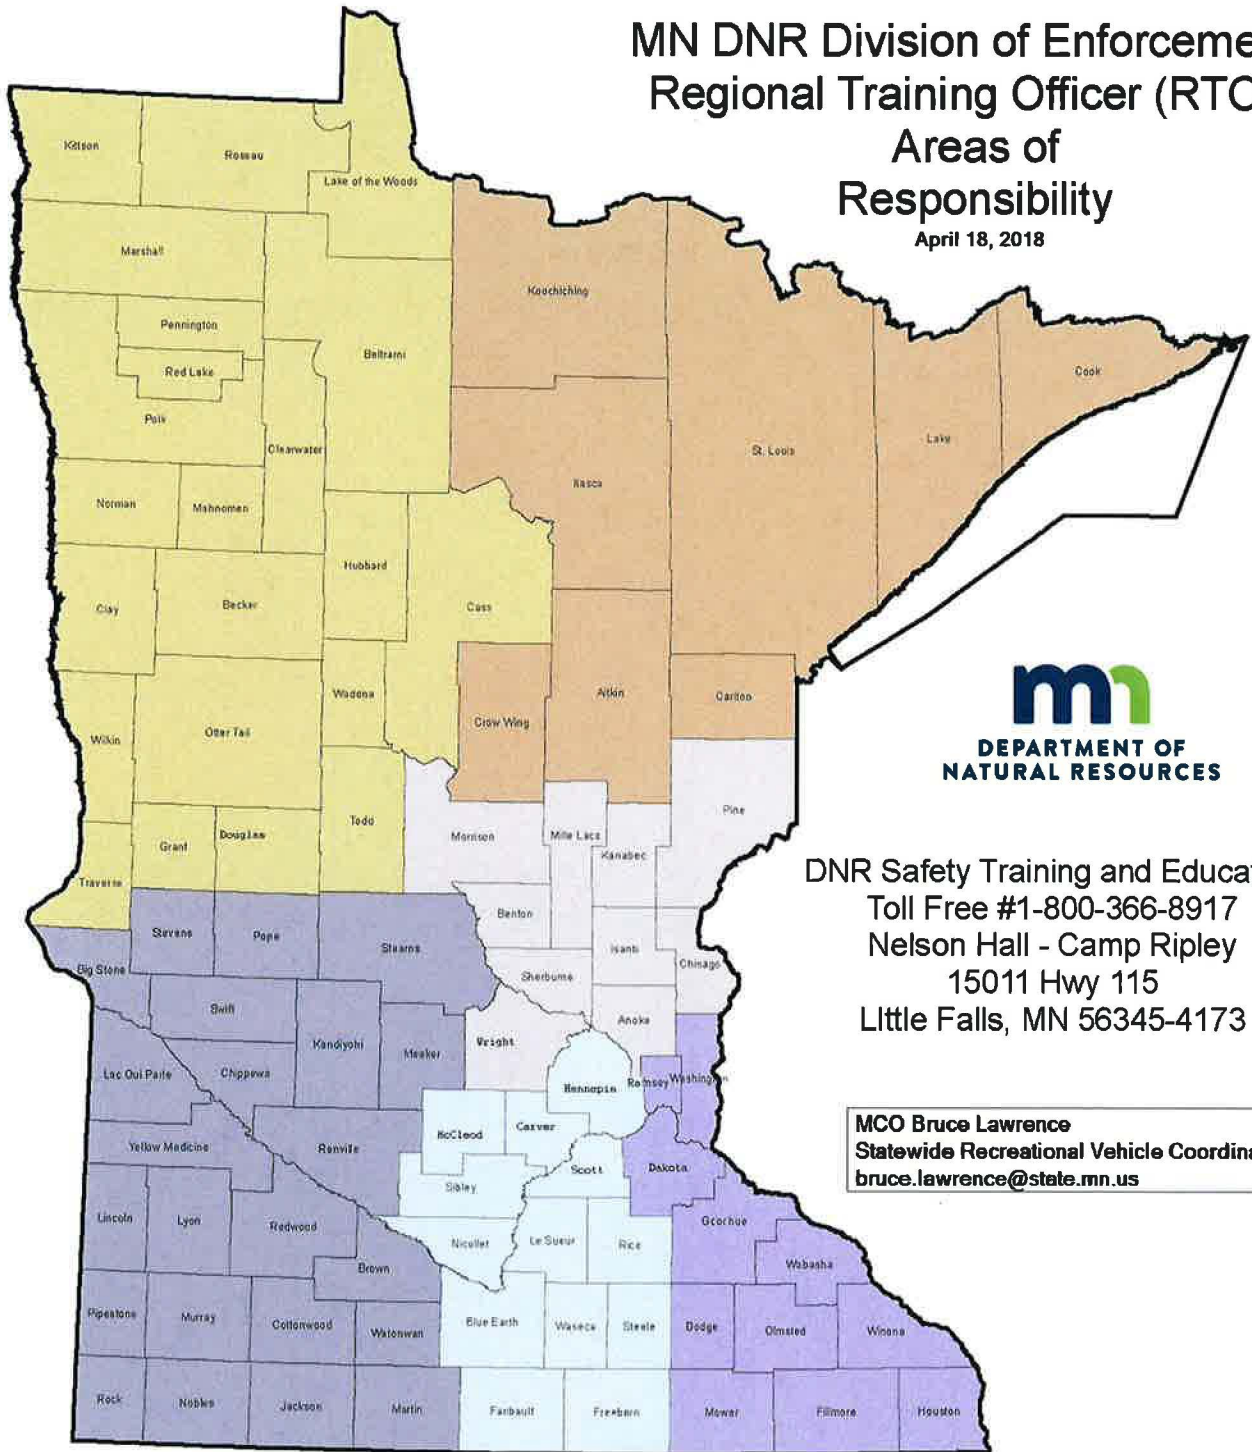 MN DNR Division of Enforceme
Regional Training Officer (RTO
Areas of
Responsibility
April 18, 2018
Kittson
Roseau
Lake of the Woods
Marshall
Koochiching
Pennington
Beltrami
Red Lake
Cook
Polk
Clearwater
St. Louis
Lake
Itasca
Norman
Mahnomen
Hubbard
Clay
Becker
Cass
Wadena
Aitkin
Carlton
Crow Wing
Wilkin
Otter Tail
mn
DEPARTMENT OF
NATURAL RESOURCES
Todd
Pine
Grant
Douglas
Morrison
Mille Lacs
Kanabec
Traverse
DNR Safety Training and Educat
Toll Free #1-800-366-8917
Nelson Hall - Camp Ripley
15011 Hwy 115
Little Falls, MN 56345-4173
Benton
Stevens
Pope
Stearns
Isanti
Big Stone
Sherburne
Chisago
Swift
Anoka
Kandiyohi
Meeker
Wright
Lac Qui Parle
Chippewa
Hennepin
Ramsey
Washington
McCleod
Carver
Yellow Medicine
Renville
Scott
Dakota
Sibley
MCO Bruce Lawrence
Statewide Recreational Vehicle Coordina
bruce.lawrence@state.mn.us
Lincoln
Lyon
Redwood
Nicollet
Le Sueur
Rice
Goodhue
Brown
Wabasha
Pipestone
Murray
Cottonwood
Watonwan
Blue Earth
Waseca
Steele
Dodge
Olmsted
Winona
Rock
Nobles
Jackson
Martin
Faribault
Freeborn
Mower
Fillmore
Houston